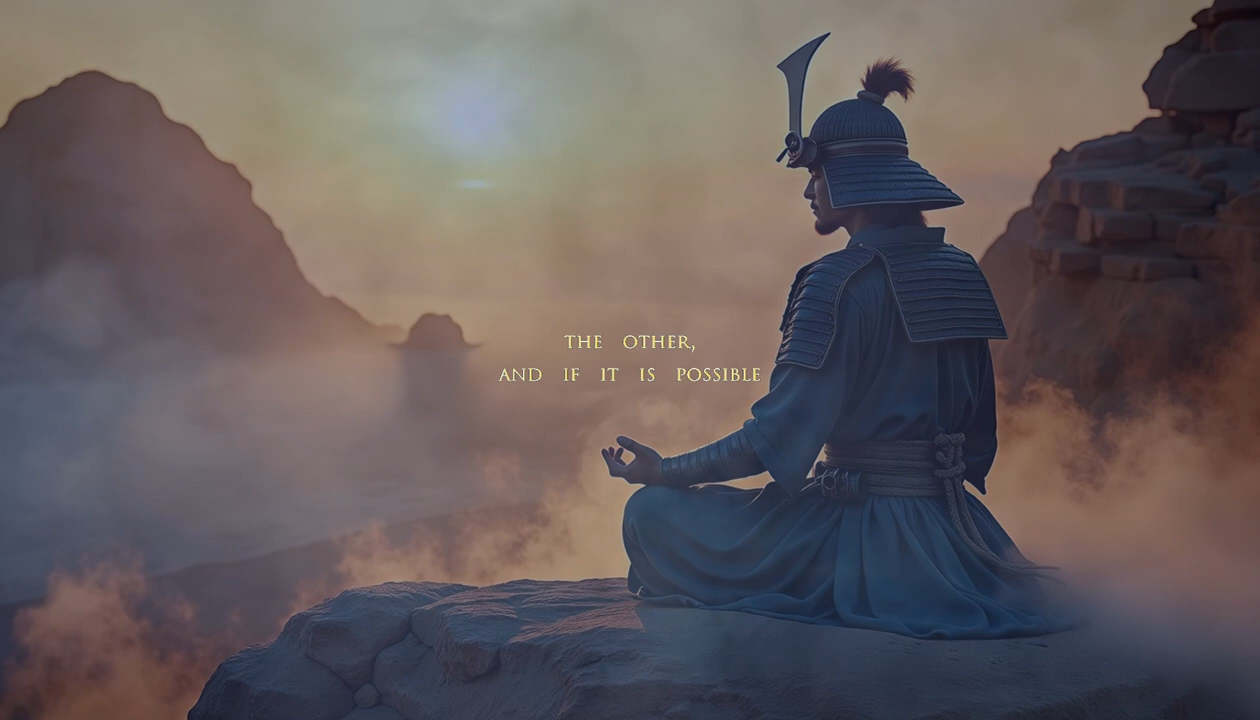 THE OTHER,
AND IF IT IS POSSIBLE